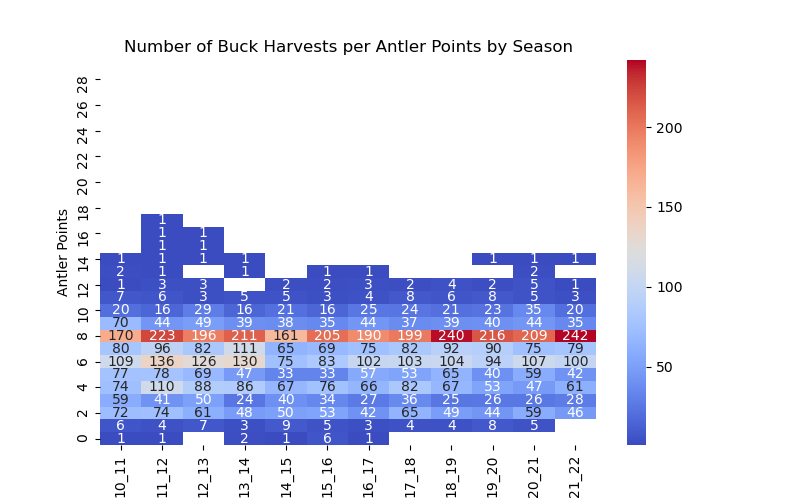 Number of Buck Harvests per Antler Points by Season
Antler Points
28
26
24
22
20
18
1
16 1 1
1 1
14 1 1 1 1 1 1 1
2 1 1 1 1 2
12 1 3 3 2 2 3 2 4 2 5 1
7 6 3 5 5 3 4 8 6 8 5 3
10 20 16 29 16 21 16 25 24 21 23 35 20
70 44 49 39 38 35 44 37 39 40 44 35
8 170 223 196 211 161 205 190 199 240 216 209 242
80 96 82 111 65 69 75 82 92 90 75 79
6 109 136 126 130 75 83 102 103 104 94 107 100
77 78 69 47 33 33 57 53 65 40 59 42
4 74 110 88 86 67 76 66 82 67 53 47 61
59 41 50 24 40 34 27 36 25 26 26 28
2 72 74 61 48 50 53 42 65 49 44 59 46
6 4 7 3 9 5 3 4 4 8 5
0 1 1 2 1 6 1
10_11 11_12 12_13 13_14 14_15 15_16 16_17 17_18 18_19 19_20 20_21 21_22
200
150
100
50